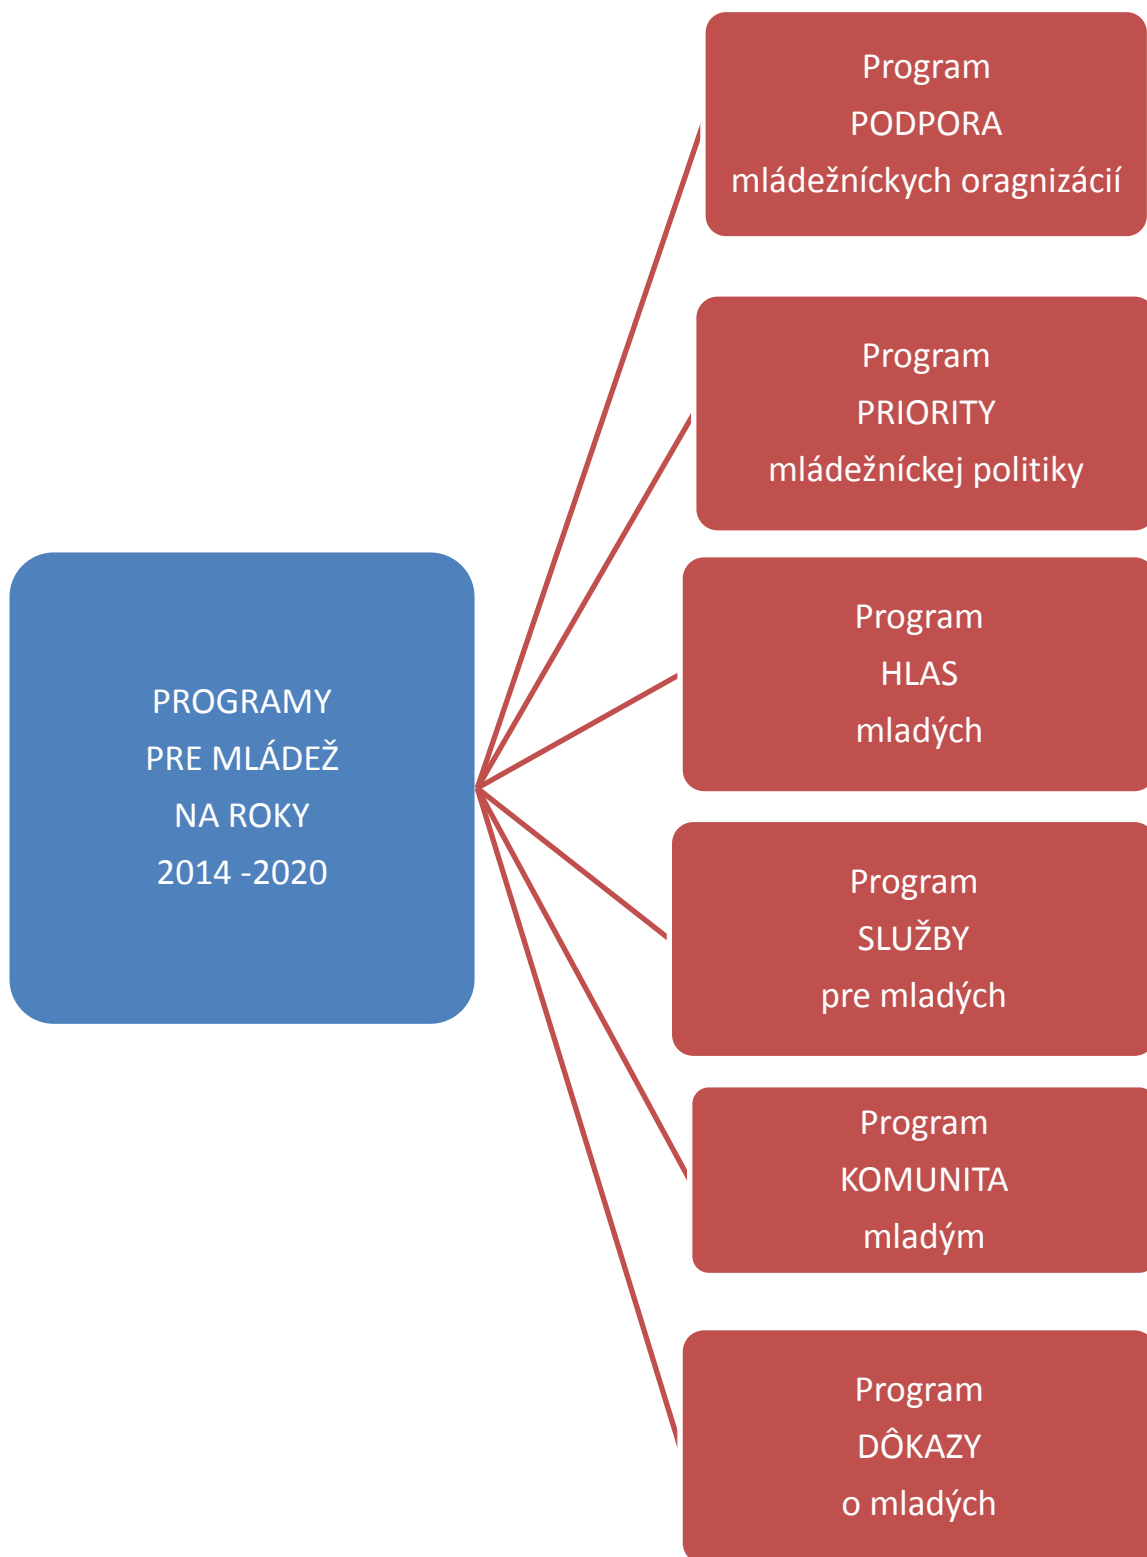 PROGRAMY
PRE MLÁDEŽ
NA ROKY
2014 -2020
Program
PODPORA
mládežníckych oragnizácií
Program
PRIORITY
mládežníckej politiky
Program
HLAS
mladých
Program
SLUŽBY
pre mladých
Program
KOMUNITA
mladým
Program
DÔKAZY
o mladých